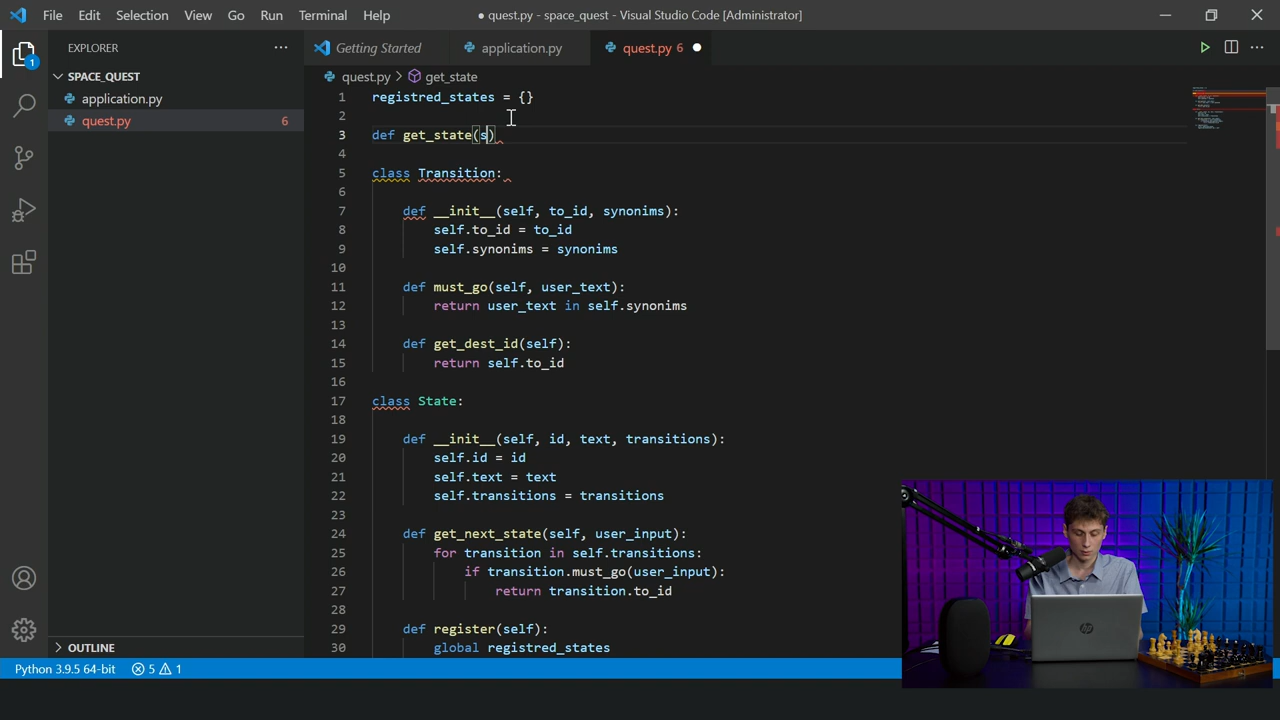 File Edit Selection View Go Run Terminal Help
● quest.py - space_quest - Visual Studio Code [Administrator]
EXPLORER
Getting Started
application.py
quest.py 6
1
SPACE_QUEST
application.py
quest.py 6
quest.py > get_state
1 registred_states = {}
2
3 def get_state(s)
4
5 class Transition:
6
7 def __init__(self, to_id, synonims):
8 self.to_id = to_id
9 self.synonims = synonims
10
11 def must_go(self, user_text):
12 return user_text in self.synonims
13
14 def get_dest_id(self):
15 return self.to_id
16
17 class State:
18
19 def __init__(self, id, text, transitions):
20 self.id = id
21 self.text = text
22 self.transitions = transitions
23
24 def get_next_state(self, user_input):
25 for transition in self.transitions:
26 if transition.must_go(user_input):
27 return transition.to_id
28
29 def register(self):
30 global registred_states
OUTLINE
Python 3.9.5 64-bit 5 1
hp